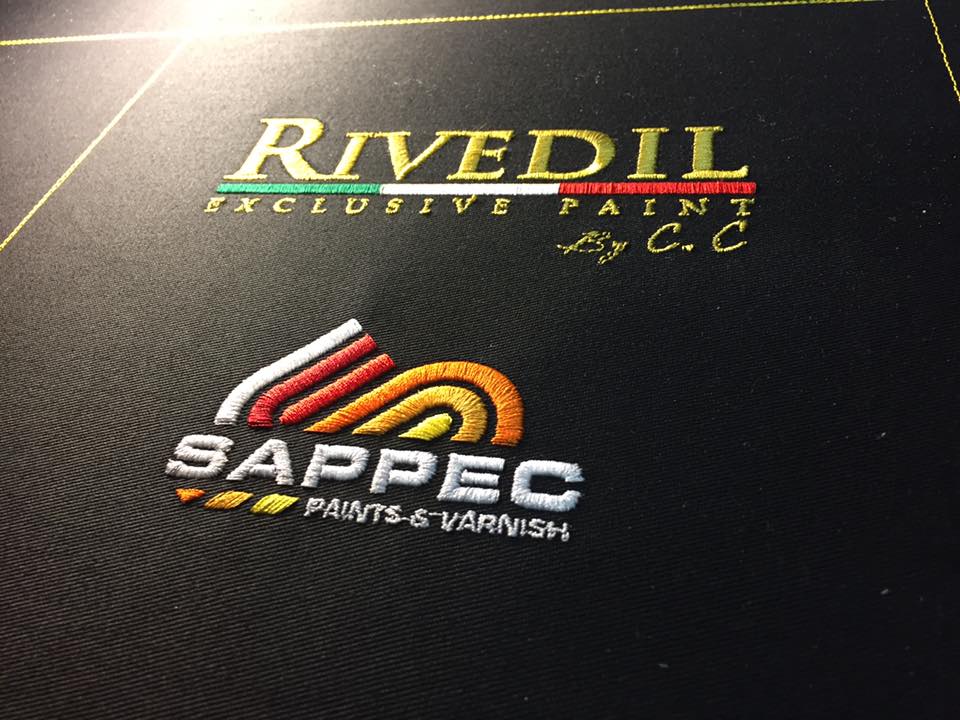 RIVEDIL
EXCLUSIVE PAINT
By C. C
SAPPEC
PAINTS & VARNISH